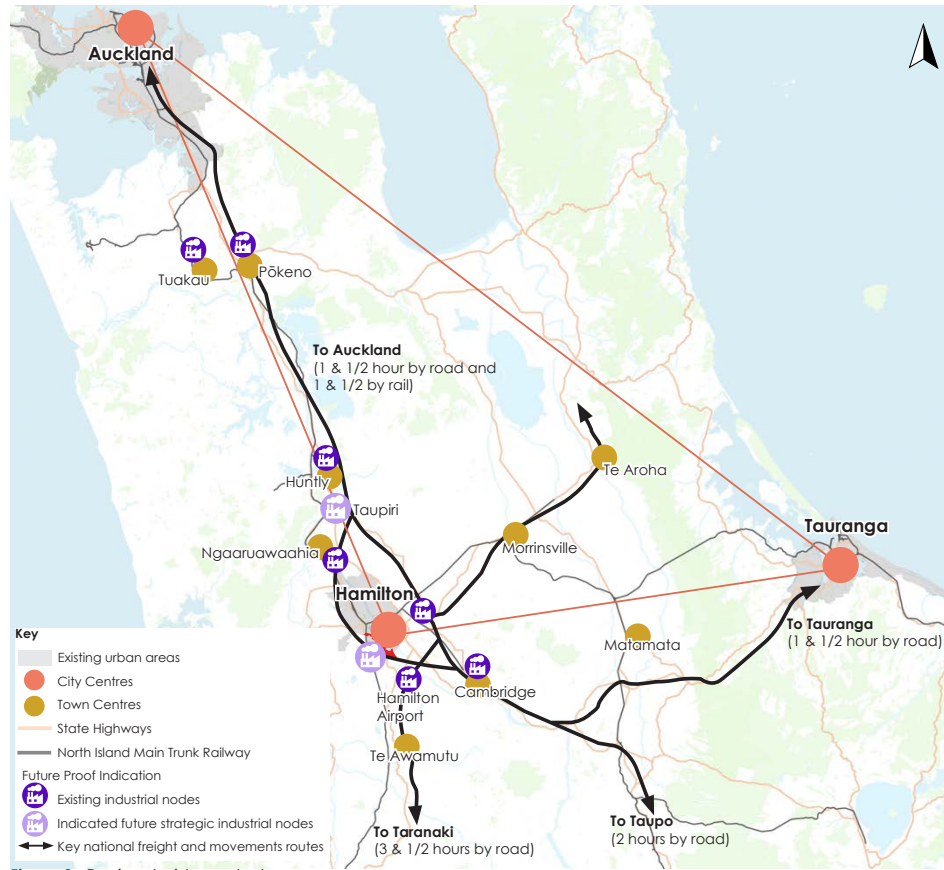 Auckland
Tuakau
Pōkeno
To Auckland
(1 & 1/2 hour by road and
1 & 1/2 by rail)
Te Aroha
Huntly
Taupiri
Tauranga
Ngaaruawaahia
Morrinsville
Hamilton
To Tauranga
(1 & 1/2 hour by road)
Matamata
Cambridge
Hamilton
Airport
Te Awamutu
To Taranaki
(3 & 1/2 hours by road)
To Taupo
(2 hours by road)
Key
Existing urban areas
City Centres
Town Centres
State Highways
North Island Main Trunk Railway
Future Proof Indication
Existing industrial nodes
Indicated future strategic industrial nodes
Key national freight and movements routes